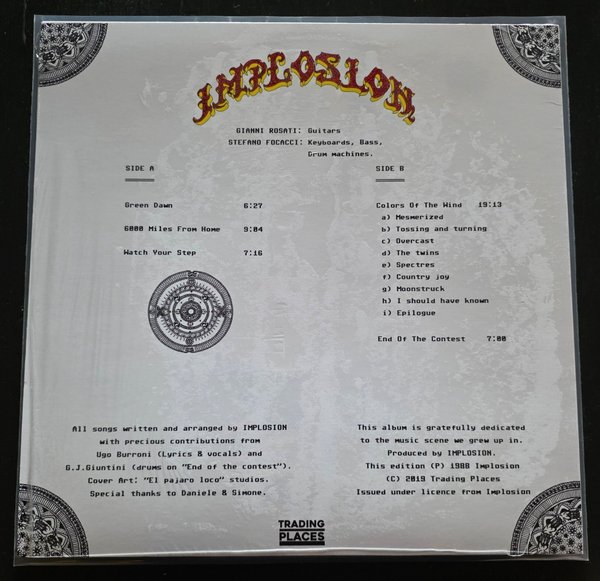 IMPLOSION
GIANNI ROSATI: Guitars
STEFANO FOCACCI: Keyboards, Bass,
Drum machines.
SIDE A
Green Dawn 6:27
6000 Miles From Home 9:04
Watch Your Step 7:16
SIDE B
Colors Of The Wind 19:13
a) Mesmerized
b) Tossing and turning
c) Overcast
d) The twins
e) Spectres
f) Country joy
g) Moonstruck
h) I should have known
i) Epilogue
End Of The Contest 7:00
All songs written and arranged by IMPLOSION
with precious contributions from
Ugo Burroni (Lyrics & vocals) and
G.J.Giuntini (drums on "End of the contest").
Cover Art: "El pajaro loco" studios.
Special thanks to Daniele & Simone.
This album is gratefully dedicated
to the music scene we grew up in.
Produced by IMPLOSION.
This edition (P) 1988 Implosion
(C) 2019 Trading Places
Issued under licence from Implosion
TRADING
PLACES